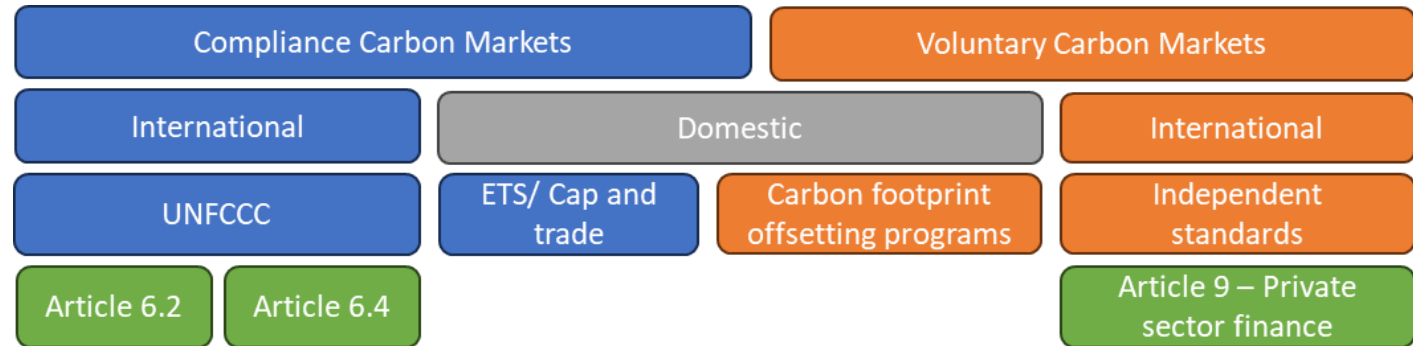 Compliance Carbon Markets
Voluntary Carbon Markets
International
Domestic
International
UNFCCC
ETS/ Cap and
trade
Carbon footprint
offsetting programs
Independent
standards
Article 6.2
Article 6.4
Article 9 – Private
sector finance